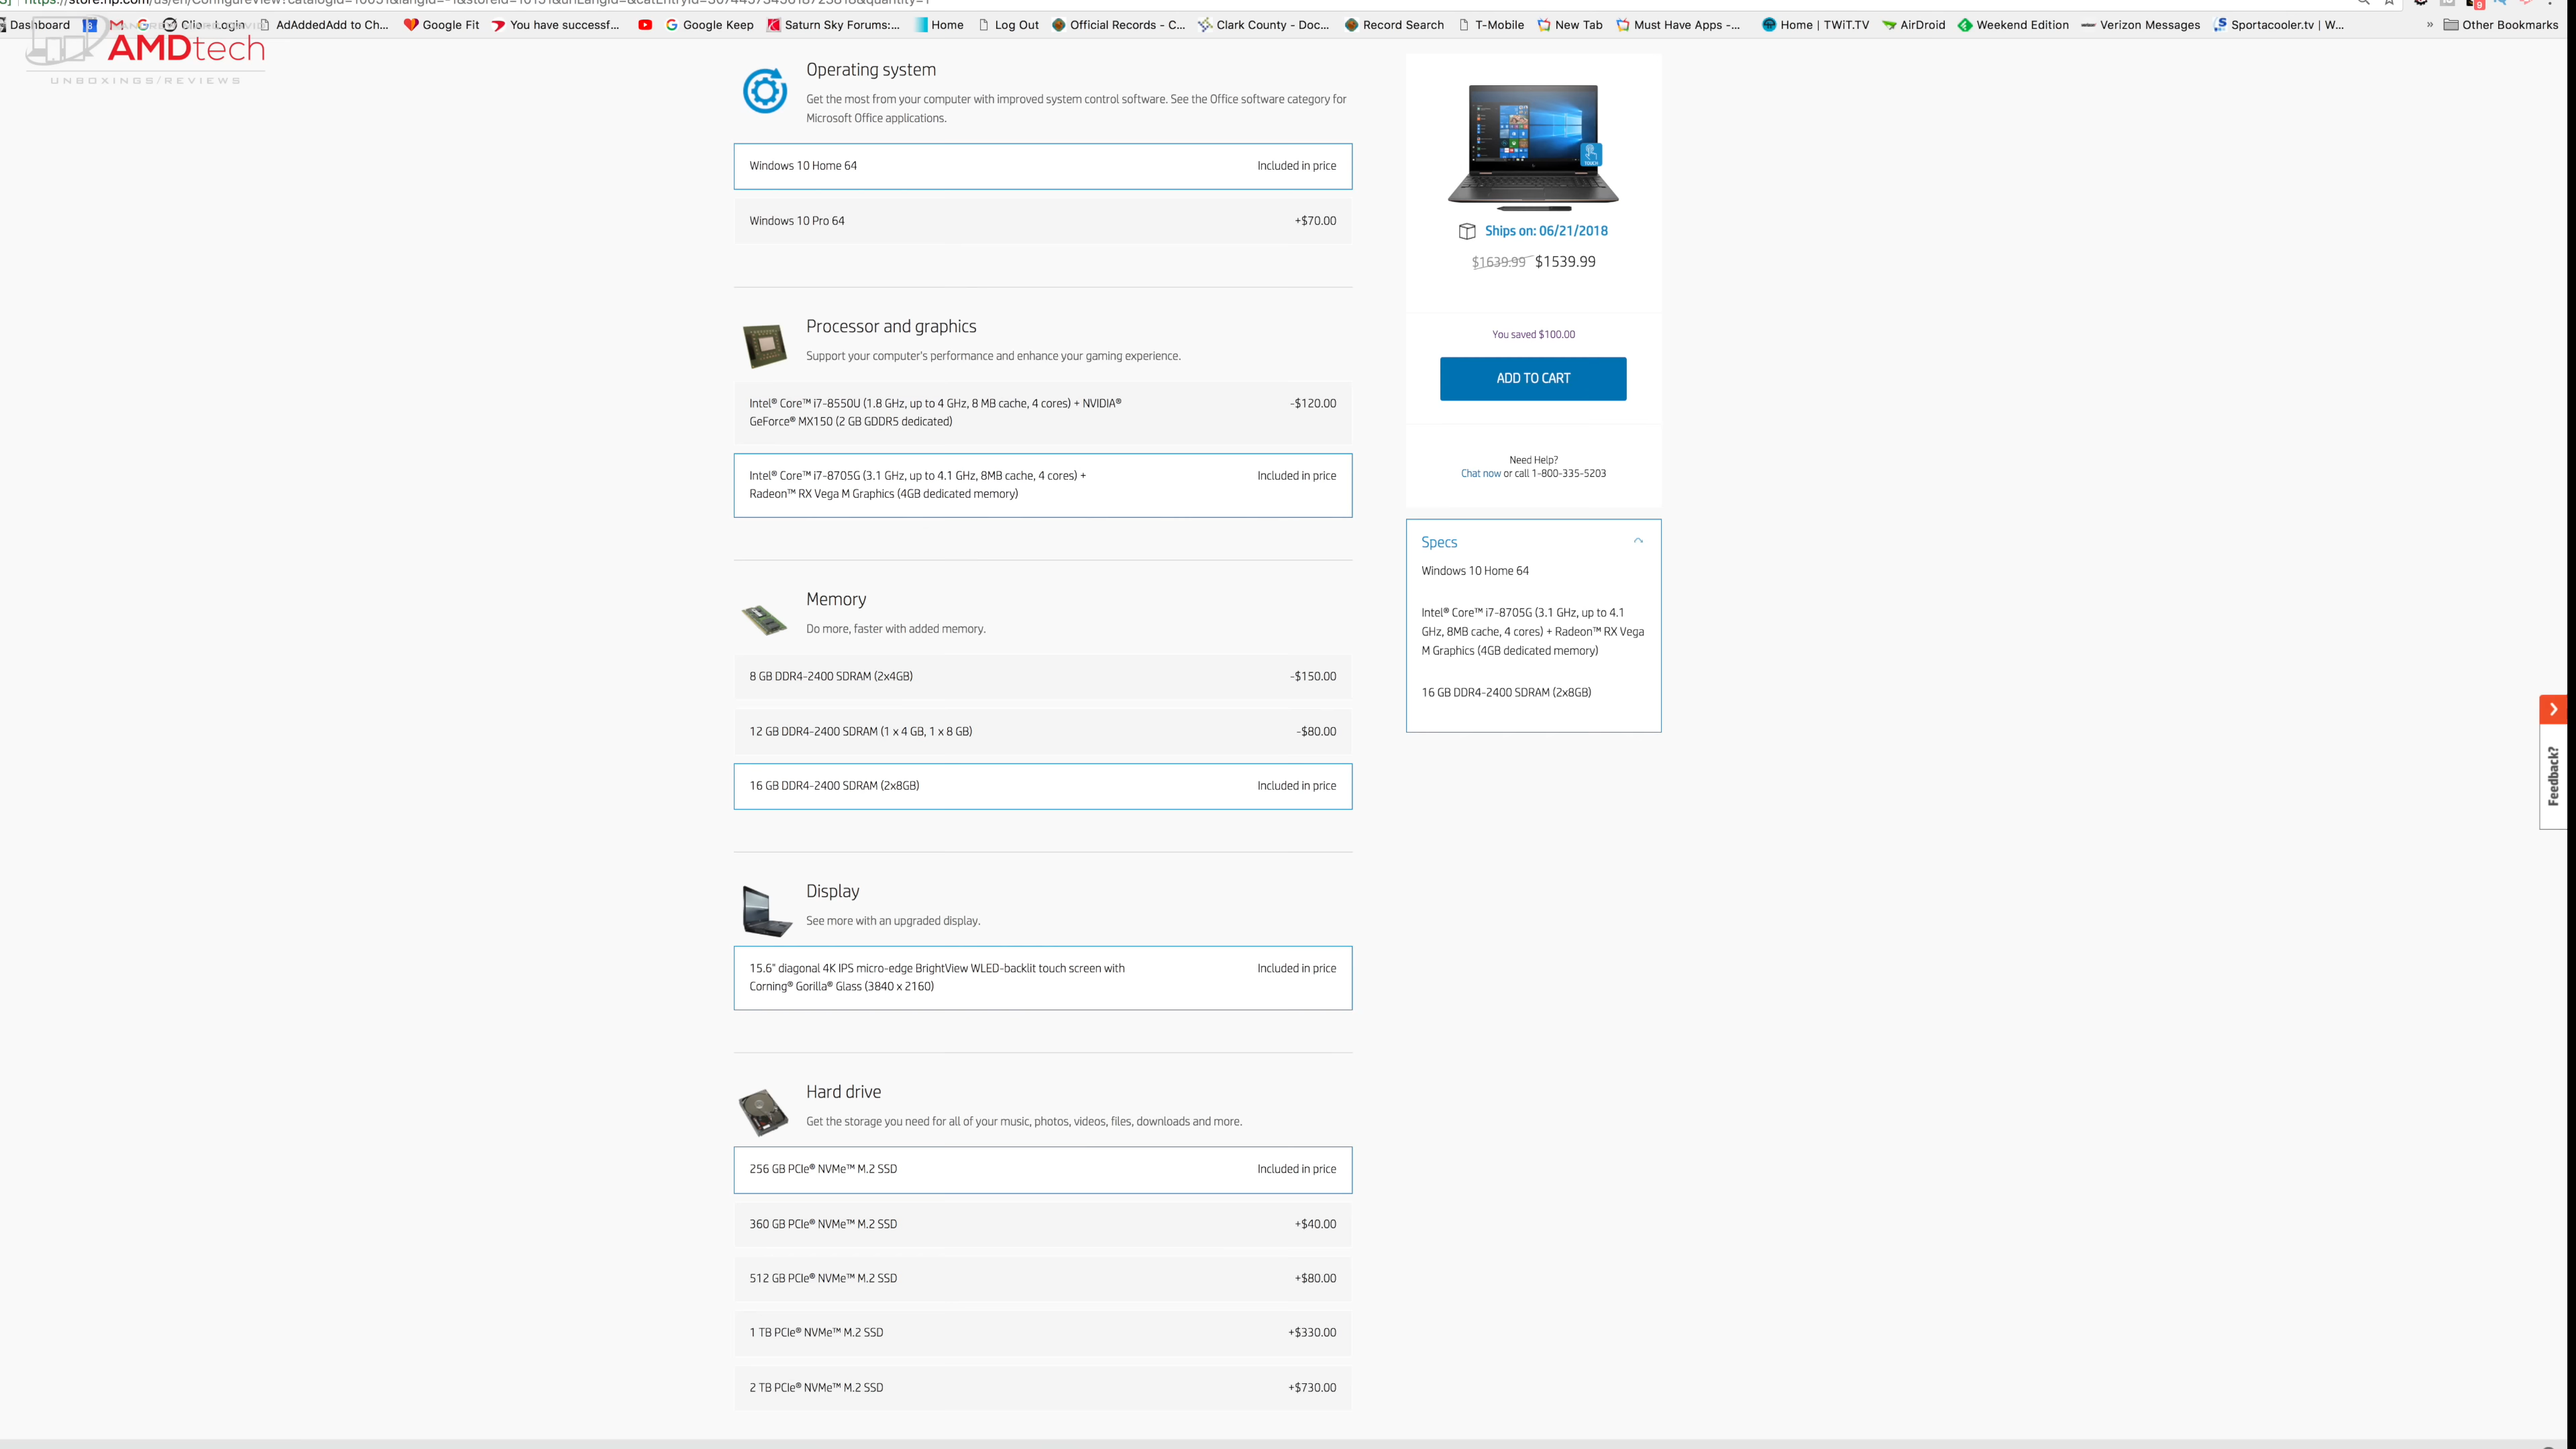 Dashboard
AdAddedAdd to Ch...
Google Fit
You have successf...
Google Keep
Saturn Sky Forums:...
Home
Log Out
Official Records - C...
Clark County - Doc...
Record Search
T-Mobile
New Tab
Must Have Apps -...
Home | TWiT.TV
AirDroid
Weekend Edition
Verizon Messages
Sportacooler.tv | W...
»
Other Bookmarks
AMDtech
UNBOXINGS/REVIEWS
Operating system
Get the most from your computer with improved system control software. See the Office software category for
Microsoft Office applications.
Windows 10 Home 64 Included in price
Windows 10 Pro 64 +$70.00
Processor and graphics
Support your computer's performance and enhance your gaming experience.
Intel® Core™ i7-8550U (1.8 GHz, up to 4 GHz, 8 MB cache, 4 cores) + NVIDIA® -$120.00
GeForce® MX150 (2 GB GDDR5 dedicated)
Intel® Core™ i7-8705G (3.1 GHz, up to 4.1 GHz, 8MB cache, 4 cores) + Included in price
Radeon™ RX Vega M Graphics (4GB dedicated memory)
Memory
Do more, faster with added memory.
8 GB DDR4-2400 SDRAM (2x4GB) -$150.00
12 GB DDR4-2400 SDRAM (1 x 4 GB, 1 x 8 GB) -$80.00
16 GB DDR4-2400 SDRAM (2x8GB) Included in price
Display
See more with an upgraded display.
15.6" diagonal 4K IPS micro-edge BrightView WLED-backlit touch screen with Included in price
Corning® Gorilla® Glass (3840 x 2160)
Hard drive
Get the storage you need for all of your music, photos, videos, files, downloads and more.
256 GB PCIe® NVMe™ M.2 SSD Included in price
360 GB PCIe® NVMe™ M.2 SSD +$40.00
512 GB PCIe® NVMe™ M.2 SSD +$80.00
1 TB PCIe® NVMe™ M.2 SSD +$330.00
2 TB PCIe® NVMe™ M.2 SSD +$730.00
TOUCH
Ships on: 06/21/2018
$1639.99 $1539.99
You saved $100.00
ADD TO CART
Need Help?
Chat now or call 1-800-335-5203
Specs
Windows 10 Home 64
Intel® Core™ i7-8705G (3.1 GHz, up to 4.1
GHz, 8MB cache, 4 cores) + Radeon™ RX Vega
M Graphics (4GB dedicated memory)
16 GB DDR4-2400 SDRAM (2x8GB)
Feedback?